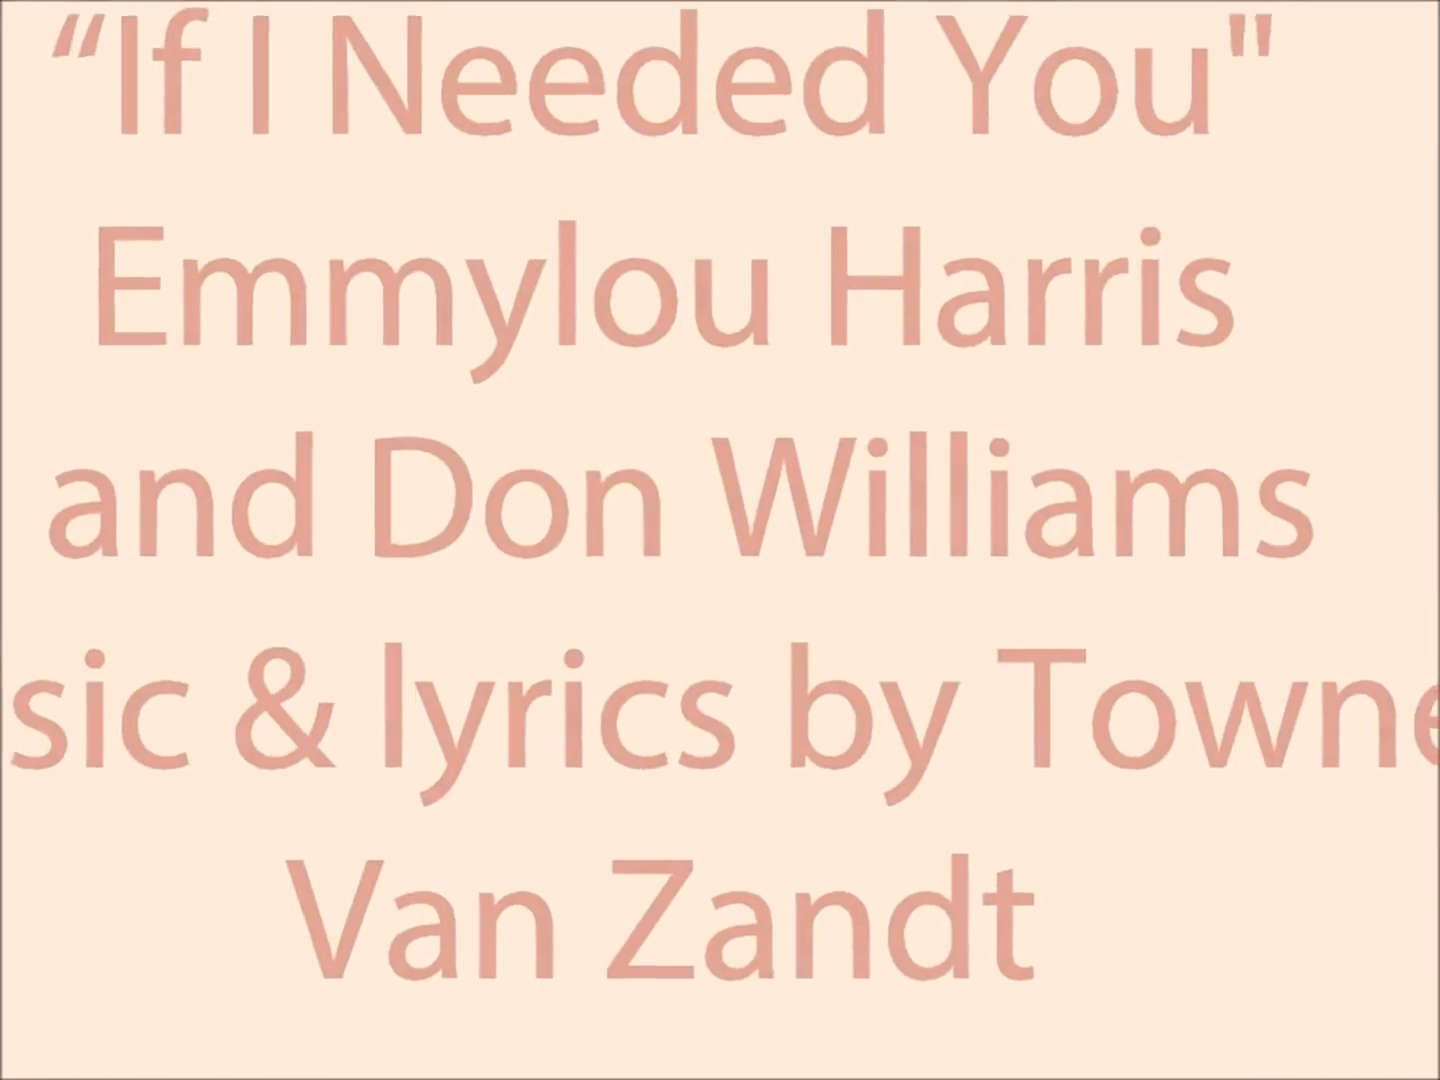 “If I Needed You"
Emmylou Harris
and Don Williams
sic & lyrics by Towne
Van Zandt